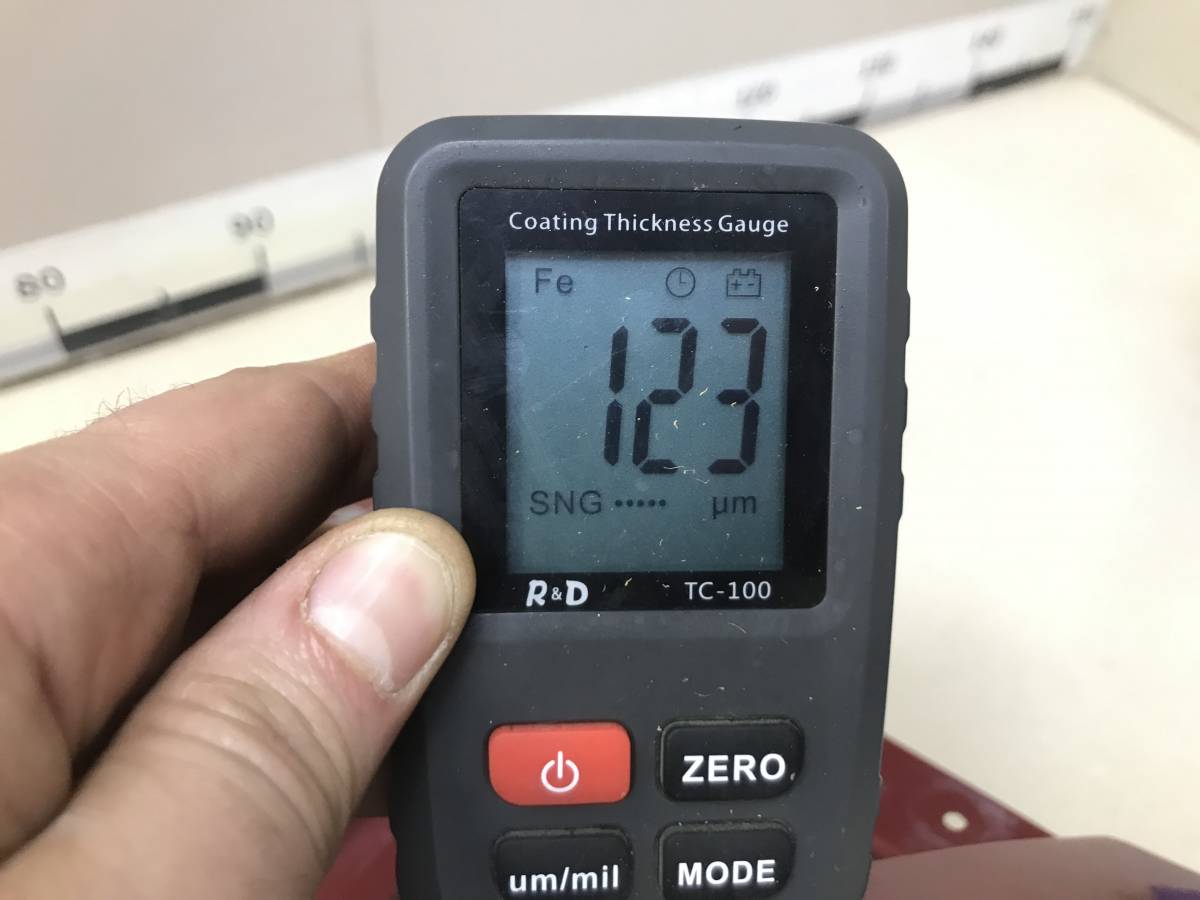 80
90
Coating Thickness Gauge
Fe
123
SNG ••••• µm
R&D TC-100
ZERO
um/mil MODE